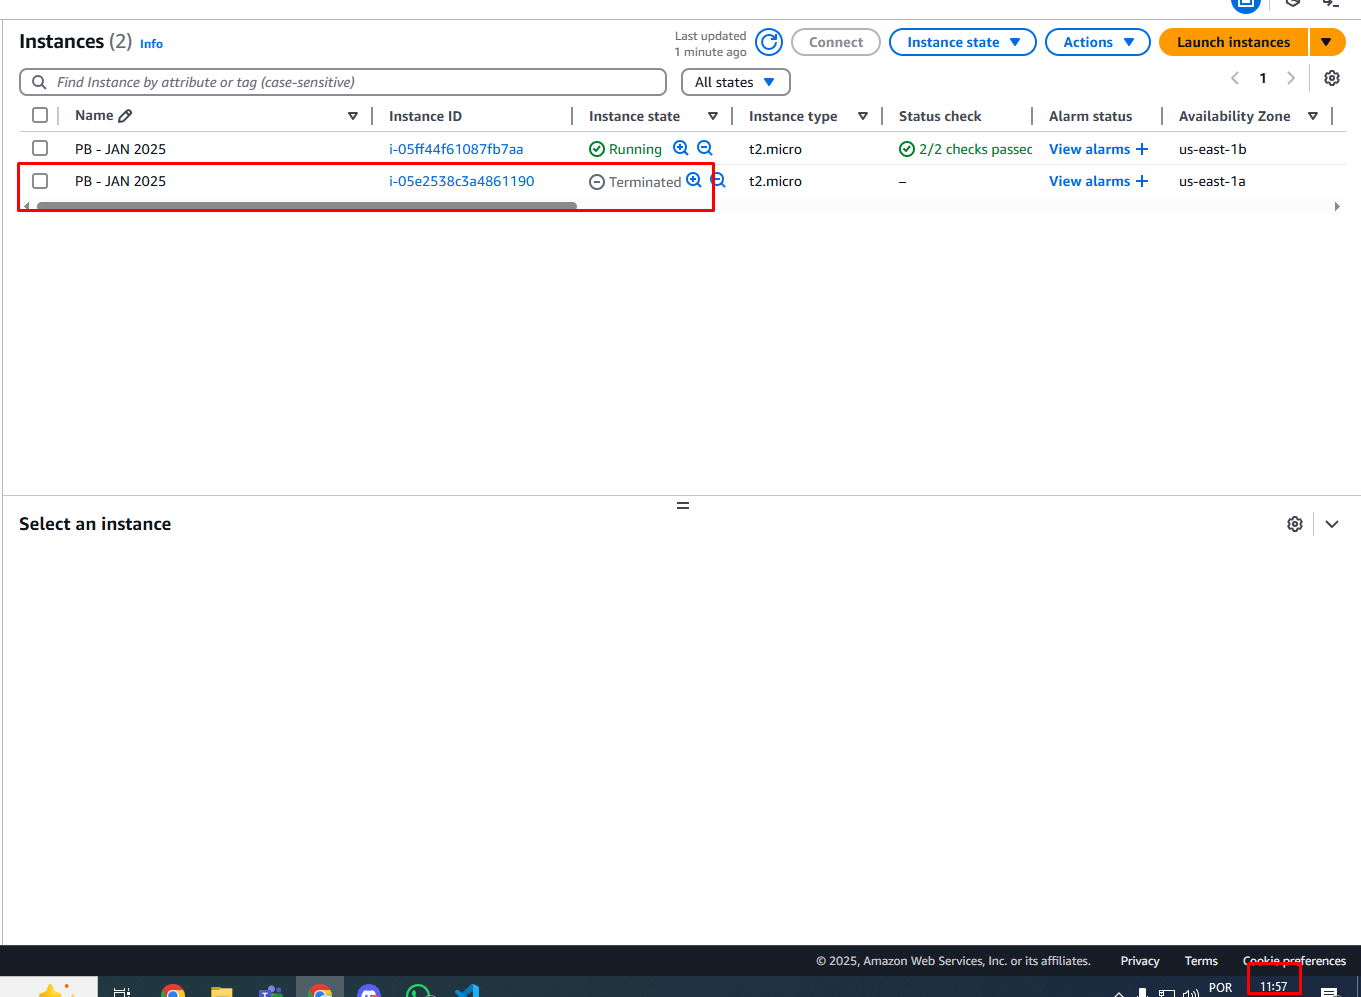 Instances (2) Info
Last updated
1 minute ago
Connect
Instance state
Actions
Launch instances
Find Instance by attribute or tag (case-sensitive)
All states
1
Name Instance ID Instance state Instance type Status check Alarm status Availability Zone
PB - JAN 2025 i-05ff44f61087fb7aa Running t2.micro 2/2 checks passec View alarms + us-east-1b
PB - JAN 2025 i-05e2538c3a4861190 Terminated t2.micro – View alarms + us-east-1a
Select an instance
© 2025, Amazon Web Services, Inc. or its affiliates. Privacy Terms Cookie preferences
POR 11:57